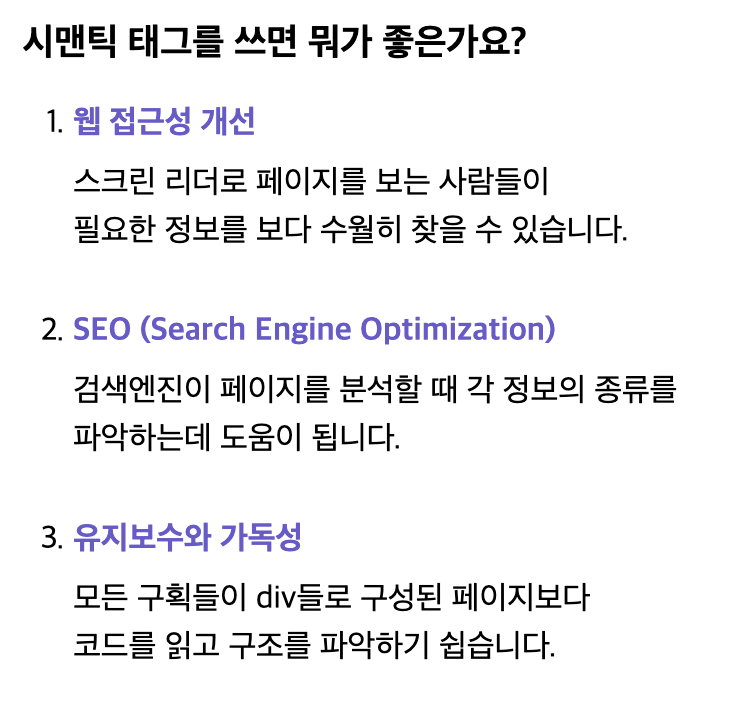 시맨틱 태그를 쓰면 뭐가 좋은가요?
1. 웹 접근성 개선
스크린 리더로 페이지를 보는 사람들이
필요한 정보를 보다 수월히 찾을 수 있습니다.
2. SEO (Search Engine Optimization)
검색엔진이 페이지를 분석할 때 각 정보의 종류를
파악하는데 도움이 됩니다.
3. 유지보수와 가독성
모든 구획들이 div들로 구성된 페이지보다
코드를 읽고 구조를 파악하기 쉽습니다.